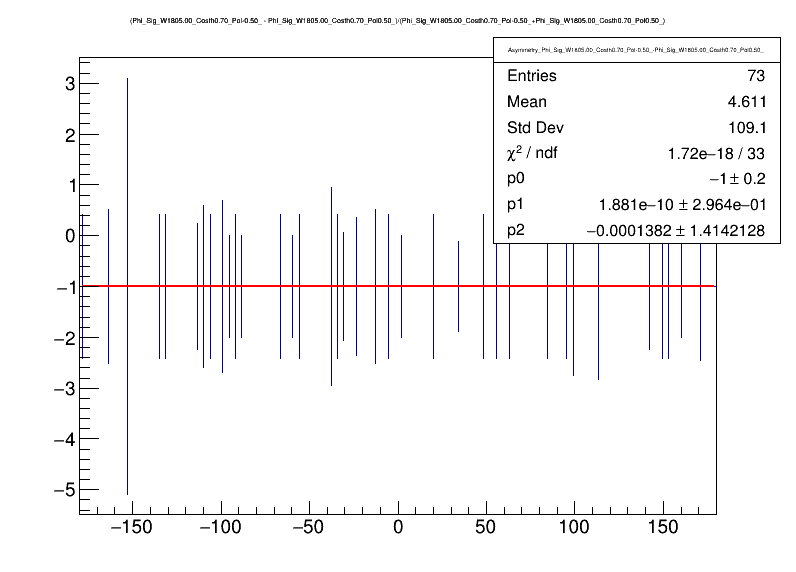 (Phi_Sig_W1805.00_Costh0.70_Pol-0.50_ - Phi_Sig_W1805.00_Costh0.70_Pol0.50_)/(Phi_Sig_W1805.00_Costh0.70_Pol-0.50_+Phi_Sig_W1805.00_Costh0.70_Pol0.50_)
Asymmetry_Phi_Sig_W1805.00_Costh0.70_Pol-0.50_-Phi_Sig_W1805.00_Costh0.70_Pol0.50_
Entries 73
Mean 4.611
Std Dev 109.1
χ² / ndf 1.72e−18 / 33
p0 −1 ± 0.2
p1 1.881e−10 ± 2.964e−01
p2 −0.0001382 ± 1.4142128
3
2
1
0
−1
−2
−3
−4
−5
−150 −100 −50 0 50 100 150